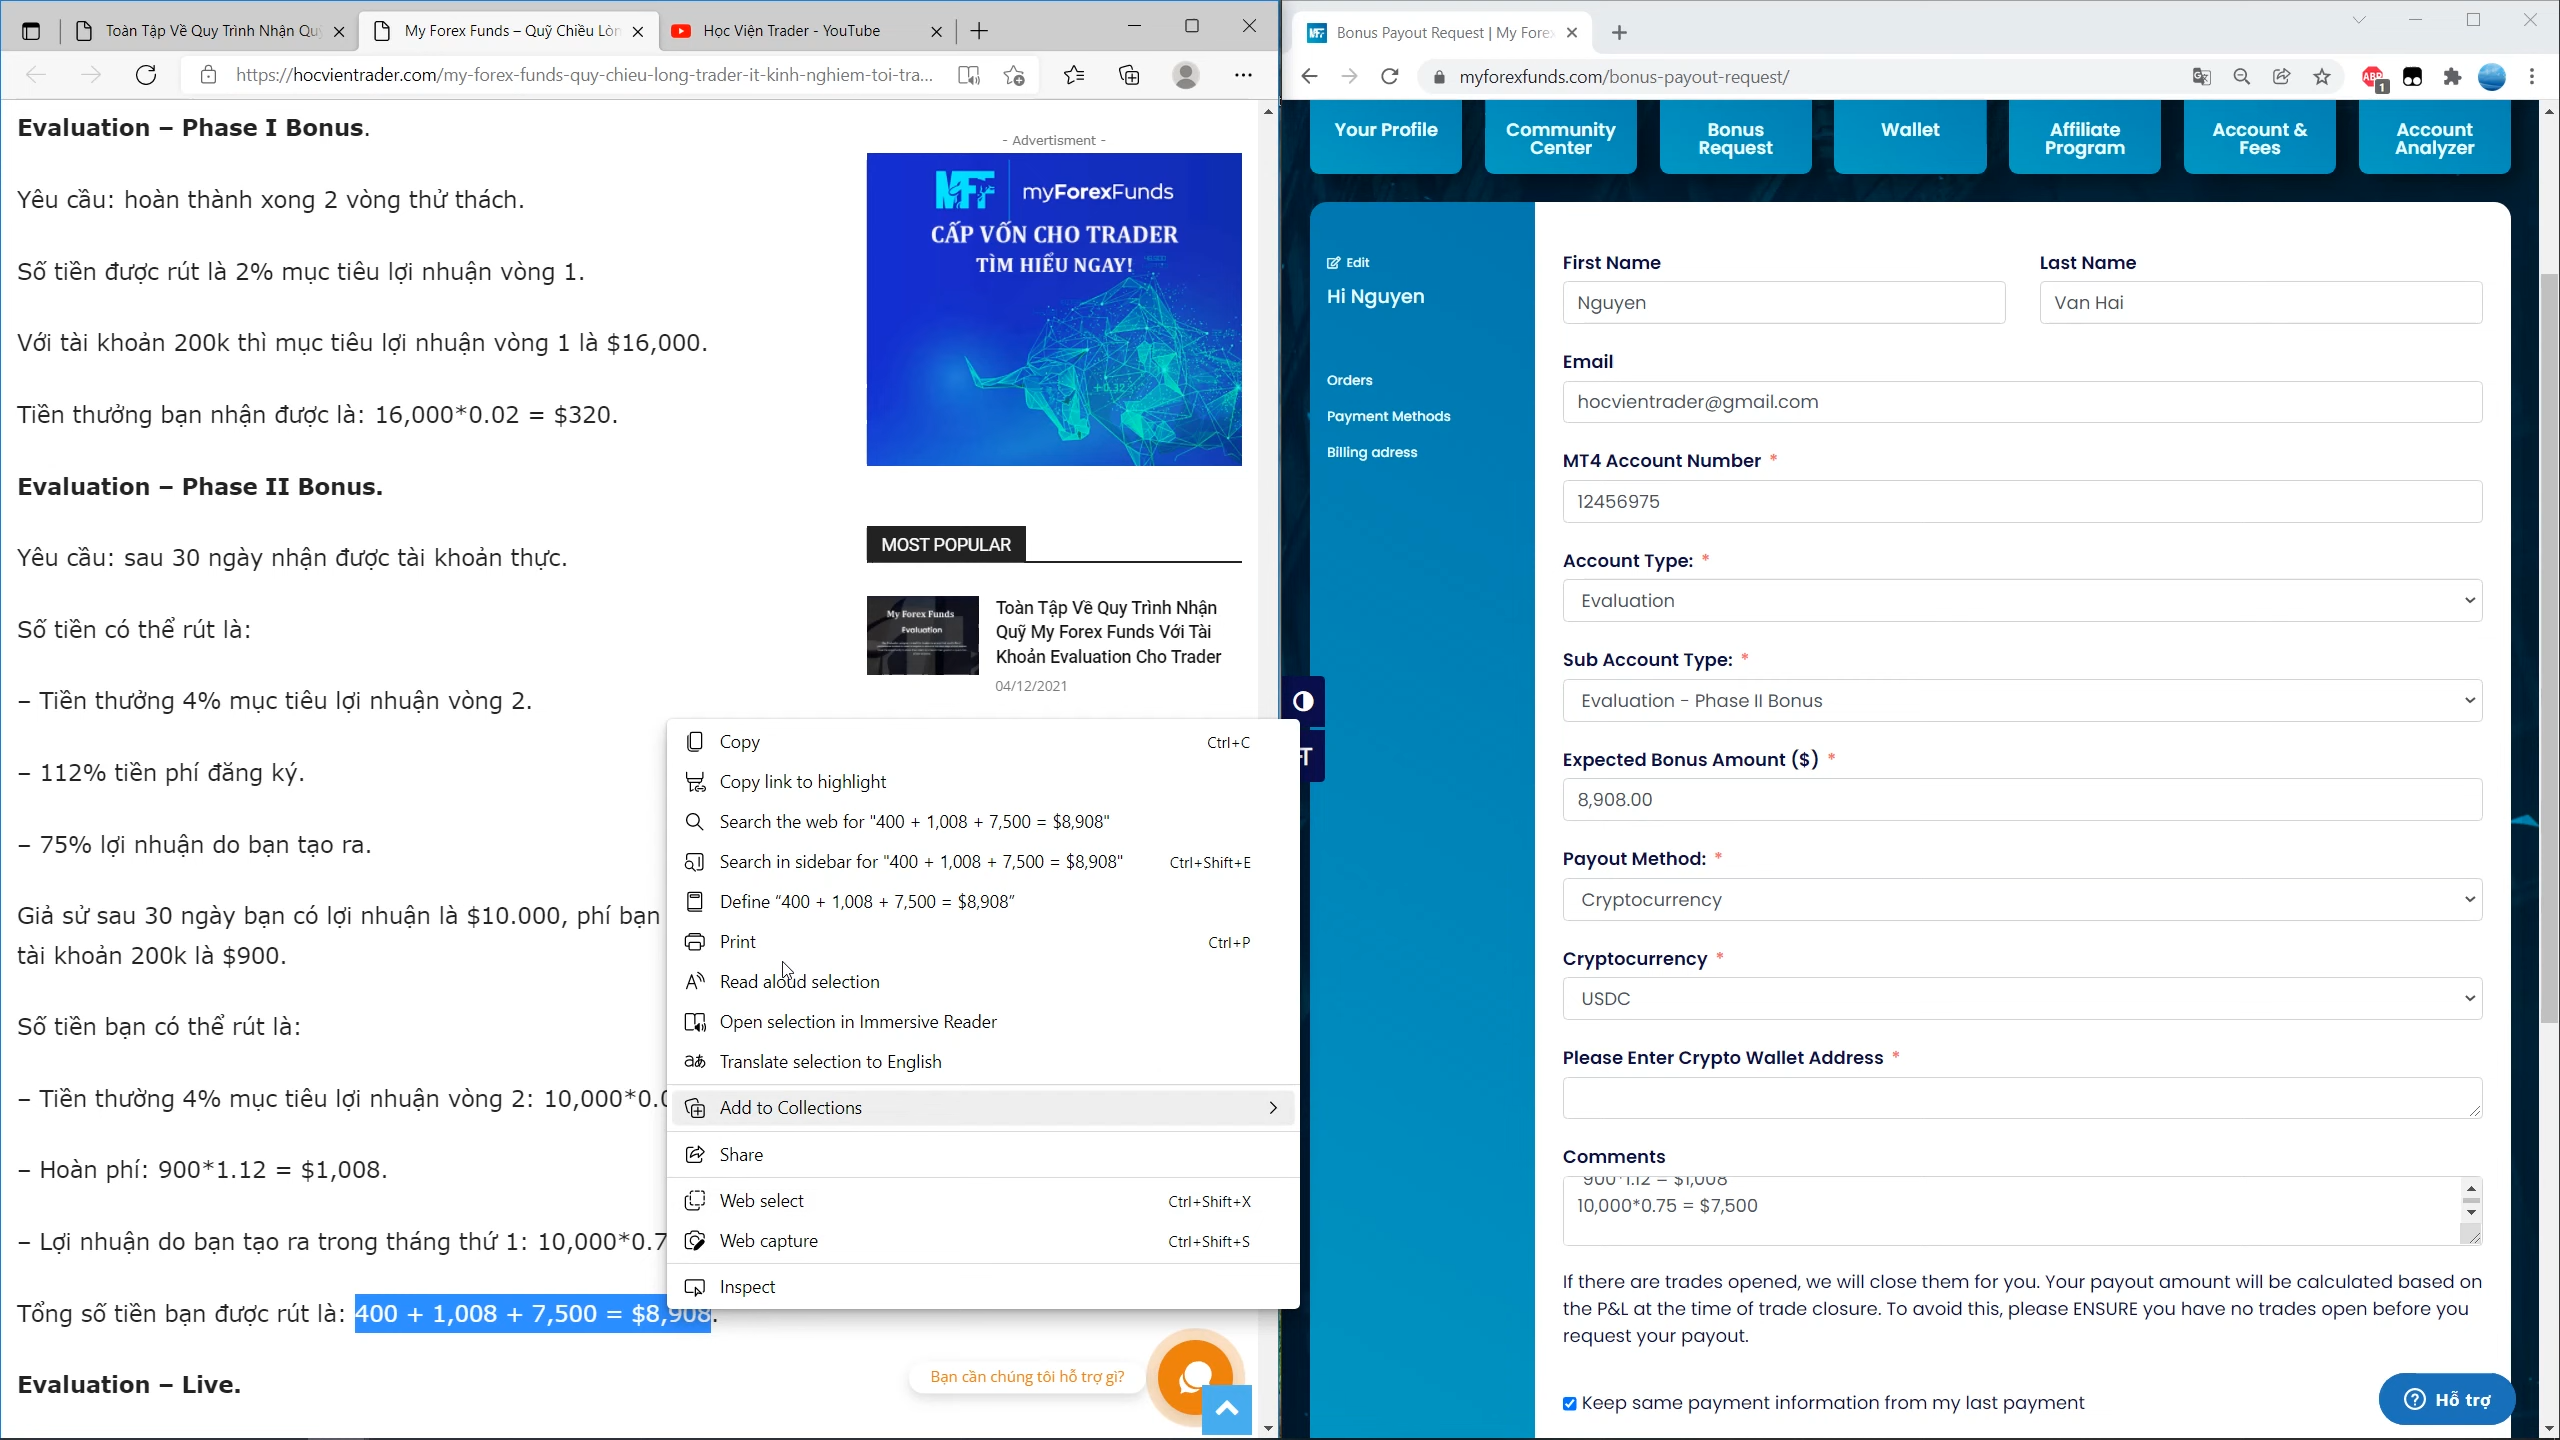 Toàn Tập Về Quy Trình Nhận Qu
My Forex Funds – Quỹ Chiều Lòn
Học Viện Trader - YouTube
https://hocvientrader.com/my-forex-funds-quy-chieu-long-trader-it-kinh-nghiem-toi-tra...
Evaluation – Phase I Bonus.
Yêu cầu: hoàn thành xong 2 vòng thử thách.
Số tiền được rút là 2% mục tiêu lợi nhuận vòng 1.
Với tài khoản 200k thì mục tiêu lợi nhuận vòng 1 là $16,000.
Tiền thưởng bạn nhận được là: 16,000*0.02 = $320.
Evaluation – Phase II Bonus.
Yêu cầu: sau 30 ngày nhận được tài khoản thực.
Số tiền có thể rút là:
– Tiền thưởng 4% mục tiêu lợi nhuận vòng 2.
– 112% tiền phí đăng ký.
– 75% lợi nhuận do bạn tạo ra.
Giả sử sau 30 ngày bạn có lợi nhuận là $10.000, phí bạn
tài khoản 200k là $900.
Số tiền bạn có thể rút là:
– Tiền thưởng 4% mục tiêu lợi nhuận vòng 2: 10,000*0.0
– Hoàn phí: 900*1.12 = $1,008.
– Lợi nhuận do bạn tạo ra trong tháng thứ 1: 10,000*0.7
Tổng số tiền bạn được rút là: 400 + 1,008 + 7,500 = $8,908.
Evaluation – Live.
- Advertisment -
MFF myForexFunds
CẤP VỐN CHO TRADER
TÌM HIỂU NGAY!
MOST POPULAR
My Forex Funds
Evaluation
Toàn Tập Về Quy Trình Nhận
Quỹ My Forex Funds Với Tài
Khoản Evaluation Cho Trader
04/12/2021
Copy Ctrl+C
Copy link to highlight
Search the web for "400 + 1,008 + 7,500 = $8,908"
Search in sidebar for "400 + 1,008 + 7,500 = $8,908" Ctrl+Shift+E
Define “400 + 1,008 + 7,500 = $8,908”
Print Ctrl+P
Read aloud selection
Open selection in Immersive Reader
Translate selection to English
Add to Collections
Share
Web select Ctrl+Shift+X
Web capture Ctrl+Shift+S
Inspect
Bạn cần chúng tôi hỗ trợ gì?
Bonus Payout Request | My Forex
myforexfunds.com/bonus-payout-request/
ABP
1
Your Profile
Community Center
Bonus Request
Wallet
Affiliate Program
Account & Fees
Account Analyzer
Edit
Hi Nguyen
Orders
Payment Methods
Billing adress
First Name
Nguyen
Last Name
Van Hai
Email
hocvientrader@gmail.com
MT4 Account Number *
12456975
Account Type: *
Evaluation
Sub Account Type: *
Evaluation - Phase II Bonus
Expected Bonus Amount ($) *
8,908.00
Payout Method: *
Cryptocurrency
Cryptocurrency *
USDC
Please Enter Crypto Wallet Address *
Comments
900*1.12 = $1,008
10,000*0.75 = $7,500
If there are trades opened, we will close them for you. Your payout amount will be calculated based on
the P&L at the time of trade closure. To avoid this, please ENSURE you have no trades open before you
request your payout.
Keep same payment information from my last payment
Hỗ trợ